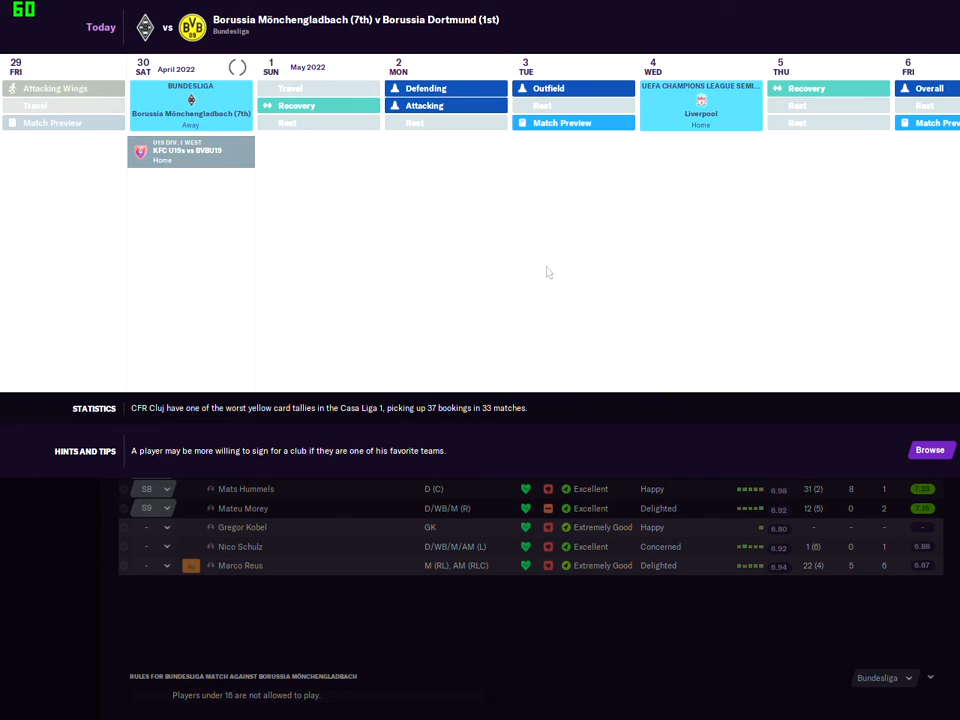 60
Today
vs
BVB 09
Borussia Mönchengladbach (7th) v Borussia Dortmund (1st)
Bundesliga
29 FRI
30 SAT April 2022
1 SUN May 2022
2 MON
3 TUE
4 WED
5 THU
6 FRI
Attacking Wings
Travel
Match Preview
BUNDESLIGA
Borussia Mönchengladbach (7th)
Away
U19 DIV. 1 WEST
KFC U19s vs BVBU19
Home
Travel
Recovery
Rest
Defending
Attacking
Rest
Outfield
Rest
Match Preview
UEFA CHAMPIONS LEAGUE SEMI...
Liverpool
Home
Recovery
Rest
Rest
Overall
Rest
Match Prev
STATISTICS CFR Cluj have one of the worst yellow card tallies in the Casa Liga 1, picking up 37 bookings in 33 matches.
HINTS AND TIPS A player may be more willing to sign for a club if they are one of his favorite teams. Browse
S8 Mats Hummels D (C) Excellent Happy 6.98 31 (2) 8 1 7.23
S9 Mateu Morey D/WB/M (R) Excellent Delighted 6.92 12 (5) 0 2 7.15
- Gregor Kobel GK Extremely Good Happy 6.80 - - - -
- Nico Schulz D/WB/M/AM (L) Excellent Concerned 6.92 1 (6) 0 1 6.88
- Inj Marco Reus M (RL), AM (RLC) Extremely Good Delighted 6.94 22 (4) 5 6 6.87
RULES FOR BUNDESLIGA MATCH AGAINST BORUSSIA MÖNCHENGLADBACH
Bundesliga
Players under 16 are not allowed to play.